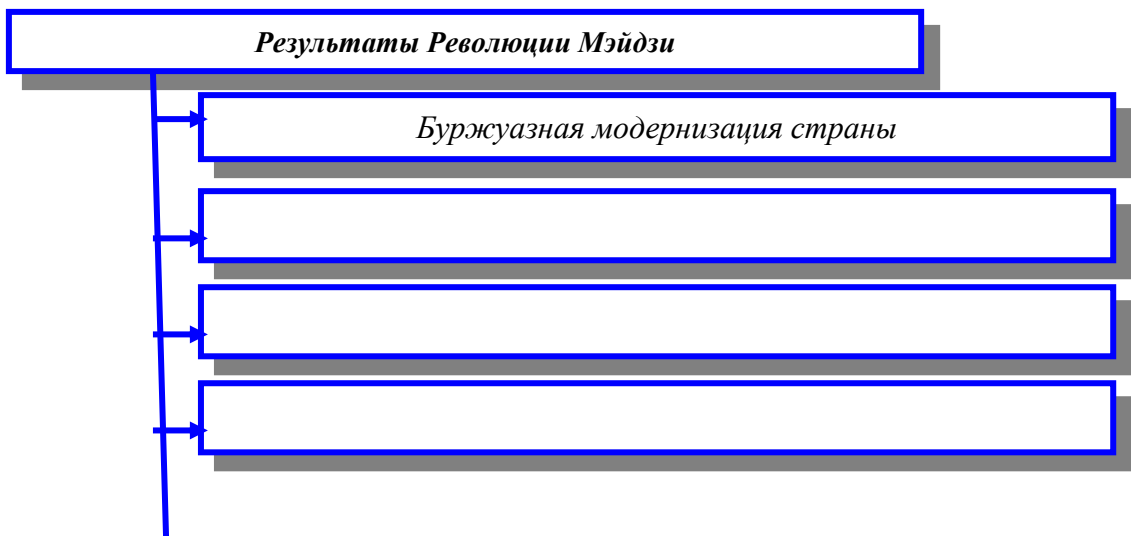 Результаты Революции Мэйдзи
Буржуазная модернизация страны